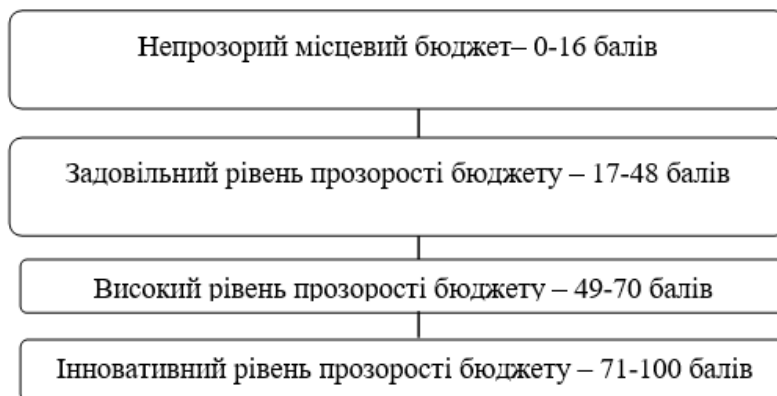 Непрозорий місцевий бюджет– 0-16 балів
Задовільний рівень прозорості бюджету – 17-48 балів
Високий рівень прозорості бюджету – 49-70 балів
Інновативний рівень прозорості бюджету – 71-100 балів